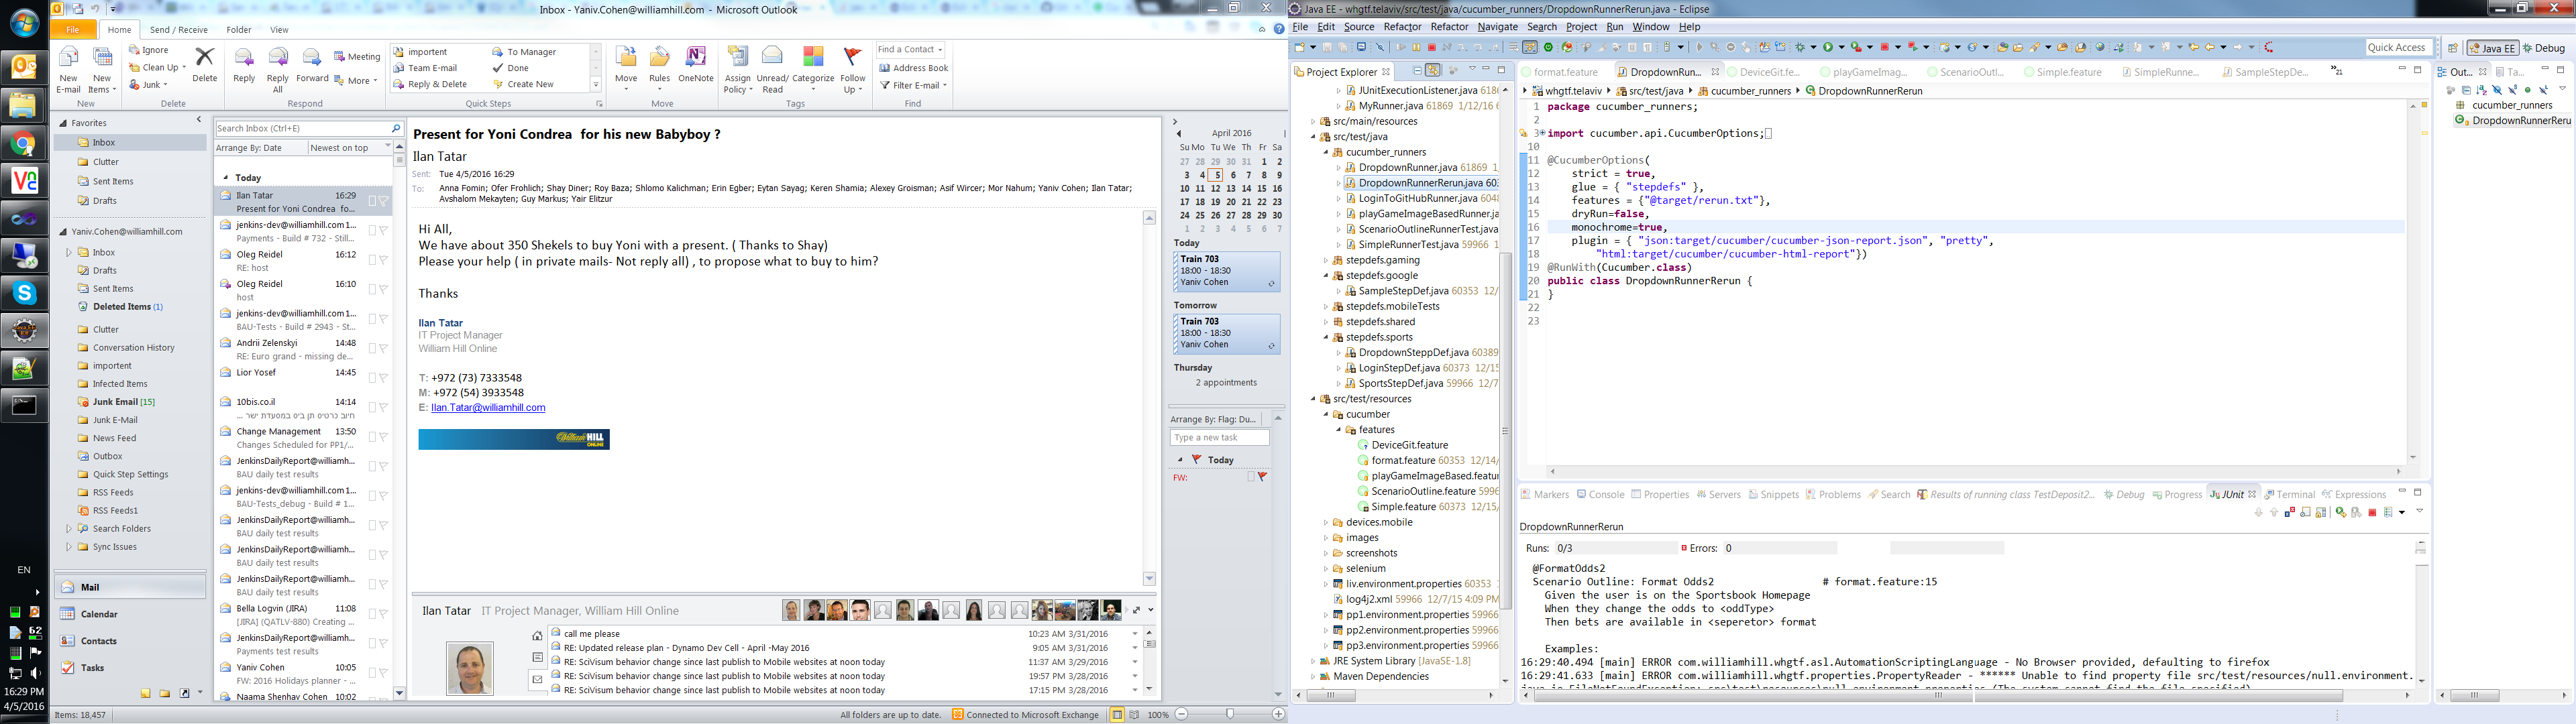 Inbox - Yaniv.Cohen@williamhill.com - Microsoft Outlook
File Home Send / Receive Folder View
New E-mail
New Items
Ignore
Clean Up
Junk
Delete
Reply
Reply All
Forward
Meeting
More
importent
Team E-mail
Reply & Delete
To Manager
Done
Create New
Move
Rules
OneNote
Assign Policy
Unread/ Read
Categorize
Follow Up
Find a Contact
Address Book
Filter E-mail
New Delete Respond Quick Steps Move Tags Find
Favorites
Inbox
Clutter
Sent Items
Drafts
Yaniv.Cohen@williamhill.com
Inbox
Drafts
Sent Items
Deleted Items (1)
Clutter
Conversation History
importent
Infected Items
Junk Email [15]
Junk E-Mail
News Feed
Outbox
Quick Step Settings
RSS Feeds
RSS Feeds1
Search Folders
Sync Issues
Mail
Calendar
Contacts
Tasks
EN
62
16:29 PM
4/5/2016
Items: 18,457
Search Inbox (Ctrl+E)
Arrange By: Date Newest on top
Today
Ilan Tatar 16:29
Present for Yoni Condrea fo...
jenkins-dev@williamhill.com 1...
Payments - Build # 732 - Still...
Oleg Reidel 16:12
RE: host
Oleg Reidel 16:10
host
jenkins-dev@williamhill.com 1...
BAU-Tests - Build # 2943 - St...
Andrii Zelenskyi 14:48
RE: Euro grand - missing de...
Lior Yosef 14:45
10bis.co.il 14:14
חיוב כרטיס תן ביס במסעדת ישר ...
Change Management 13:50
Changes Scheduled for PP1/...
JenkinsDailyReport@williamh...
BAU daily test results
jenkins-dev@williamhill.com 1...
BAU-Tests_debug - Build # 1...
JenkinsDailyReport@williamh...
BAU daily test results
JenkinsDailyReport@williamh...
BAU daily test results
JenkinsDailyReport@williamh...
BAU daily test results
Bella Logvin (JIRA) 11:08
[JIRA] (QATLV-880) Creating ...
JenkinsDailyReport@williamh...
Payments test results
Yaniv Cohen 10:05
FW: 2016 Holidays planner - ...
Naama Shenhav Cohen 10:02
Present for Yoni Condrea for his new Babyboy ?
Ilan Tatar
Sent: Tue 4/5/2016 16:29
To: Anna Fomin; Ofer Frohlich; Shay Diner; Roy Baza; Shlomo Kalichman; Erin Egber; Eytan Sayag; Keren Shamia; Alexey Groisman; Asif Wircer; Mor Nahum; Yaniv Cohen; Ilan Tatar;
Avshalom Mekayten; Guy Markus; Yair Elitzur
Hi All,
We have about 350 Shekels to buy Yoni with a present. ( Thanks to Shay)
Please your help ( in private mails- Not reply all) , to propose what to buy to him?
Thanks
Ilan Tatar
IT Project Manager
William Hill Online
T: +972 (73) 7333548
M: +972 (54) 3933548
E: Ilan.Tatar@williamhill.com
William HILL
ONLINE
Ilan Tatar IT Project Manager, William Hill Online
call me please 10:23 AM 3/31/2016
RE: Updated release plan - Dynamo Dev Cell - April -May 2016 9:05 AM 3/31/2016
RE: SciVisum behavior change since last publish to Mobile websites at noon today 11:37 AM 3/29/2016
RE: SciVisum behavior change since last publish to Mobile websites at noon today 19:57 PM 3/28/2016
RE: SciVisum behavior change since last publish to Mobile websites at noon today 17:15 PM 3/28/2016
All folders are up to date. Connected to Microsoft Exchange 100%
April 2016
Su Mo Tu We Th Fr Sa
27 28 29 30 31 1 2
3 4 5 6 7 8 9
10 11 12 13 14 15 16
17 18 19 20 21 22 23
24 25 26 27 28 29 30
1 2 3 4 5 6 7
Today
Train 703
18:00 - 18:30
Yaniv Cohen
Tomorrow
Train 703
18:00 - 18:30
Yaniv Cohen
Thursday
2 appointments
Arrange By: Flag: Du...
Type a new task
Today
FW:
Java EE - whgtf.telaviv/src/test/java/cucumber_runners/DropdownRunnerRerun.java - Eclipse
File Edit Source Refactor Refactor Navigate Search Project Run Window Help
Quick Access Java EE Debug
Project Explorer
JUnitExecutionListener.java 6186
MyRunner.java 61869 1/12/16 6
src/main/resources
src/test/java
cucumber_runners
DropdownRunner.java 61869 1
DropdownRunnerRerun.java 603
LoginToGitHubRunner.java 6048
playGameImageBasedRunner.ja
ScenarioOutlineRunnerTest.java
SimpleRunnerTest.java 59966 1
stepdefs.gaming
stepdefs.google
SampleStepDef.java 60353 12/
stepdefs.mobileTests
stepdefs.shared
stepdefs.sports
DropdownSteppDef.java 60389
LoginStepDef.java 60373 12/15
SportsStepDef.java 59966 12/7
src/test/resources
cucumber
features
DeviceGit.feature
format.feature 60353 12/14/
playGameImageBased.featur
ScenarioOutline.feature 5996
Simple.feature 60373 12/15/
devices.mobile
images
screenshots
selenium
liv.environment.properties 60353
log4j2.xml 59966 12/7/15 4:09 PM
pp1.environment.properties 59966
pp2.environment.properties 59966
pp3.environment.properties 59966
JRE System Library [JavaSE-1.8]
Maven Dependencies
format.feature DropdownRun... DeviceGit.fe... playGameImag... ScenarioOutl... Simple.feature SimpleRunne... SampleStepDe... 21
whgtf.telaviv src/test/java cucumber_runners DropdownRunnerRerun
1 package cucumber_runners;
2
3 import cucumber.api.CucumberOptions;
10
11 @CucumberOptions(
12 strict = true,
13 glue = { "stepdefs" },
14 features = {"@target/rerun.txt"},
15 dryRun=false,
16 monochrome=true,
17 plugin = { "json:target/cucumber/cucumber-json-report.json", "pretty",
18 "html:target/cucumber/cucumber-html-report"})
19 @RunWith(Cucumber.class)
20 public class DropdownRunnerRerun {
21 }
22
23
Out... Ta...
cucumber_runners
DropdownRunnerReru
Markers Console Properties Servers Snippets Problems Search Results of running class TestDeposit2... Debug Progress JUnit Terminal Expressions
DropdownRunnerRerun
Runs: 0/3 Errors: 0
@FormatOdds2
Scenario Outline: Format Odds2 # format.feature:15
Given the user is on the Sportsbook Homepage
When they change the odds to <oddType>
Then bets are available in <seperetor> format
Examples:
16:29:40.494 [main] ERROR com.williamhill.whgtf.asl.AutomationScriptingLanguage - No Browser provided, defaulting to firefox
16:29:41.633 [main] ERROR com.williamhill.whgtf.properties.PropertyReader - ****** Unable to find property file src/test/resources/null.environment.
java.io.FileNotFoundException: src\test\resources\null.environment.properties (The system cannot find the file specified)